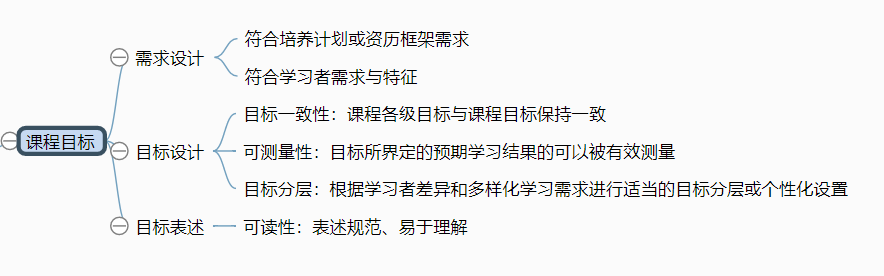 课程目标
需求设计
符合培养计划或资历框架需求
符合学习者需求与特征
目标设计
目标一致性：课程各级目标与课程目标保持一致
可测量性：目标所界定的预期学习结果的可以被有效测量
目标分层：根据学习者差异和多样化学习需求进行适当的目标分层或个性化设置
目标表述
可读性：表述规范、易于理解